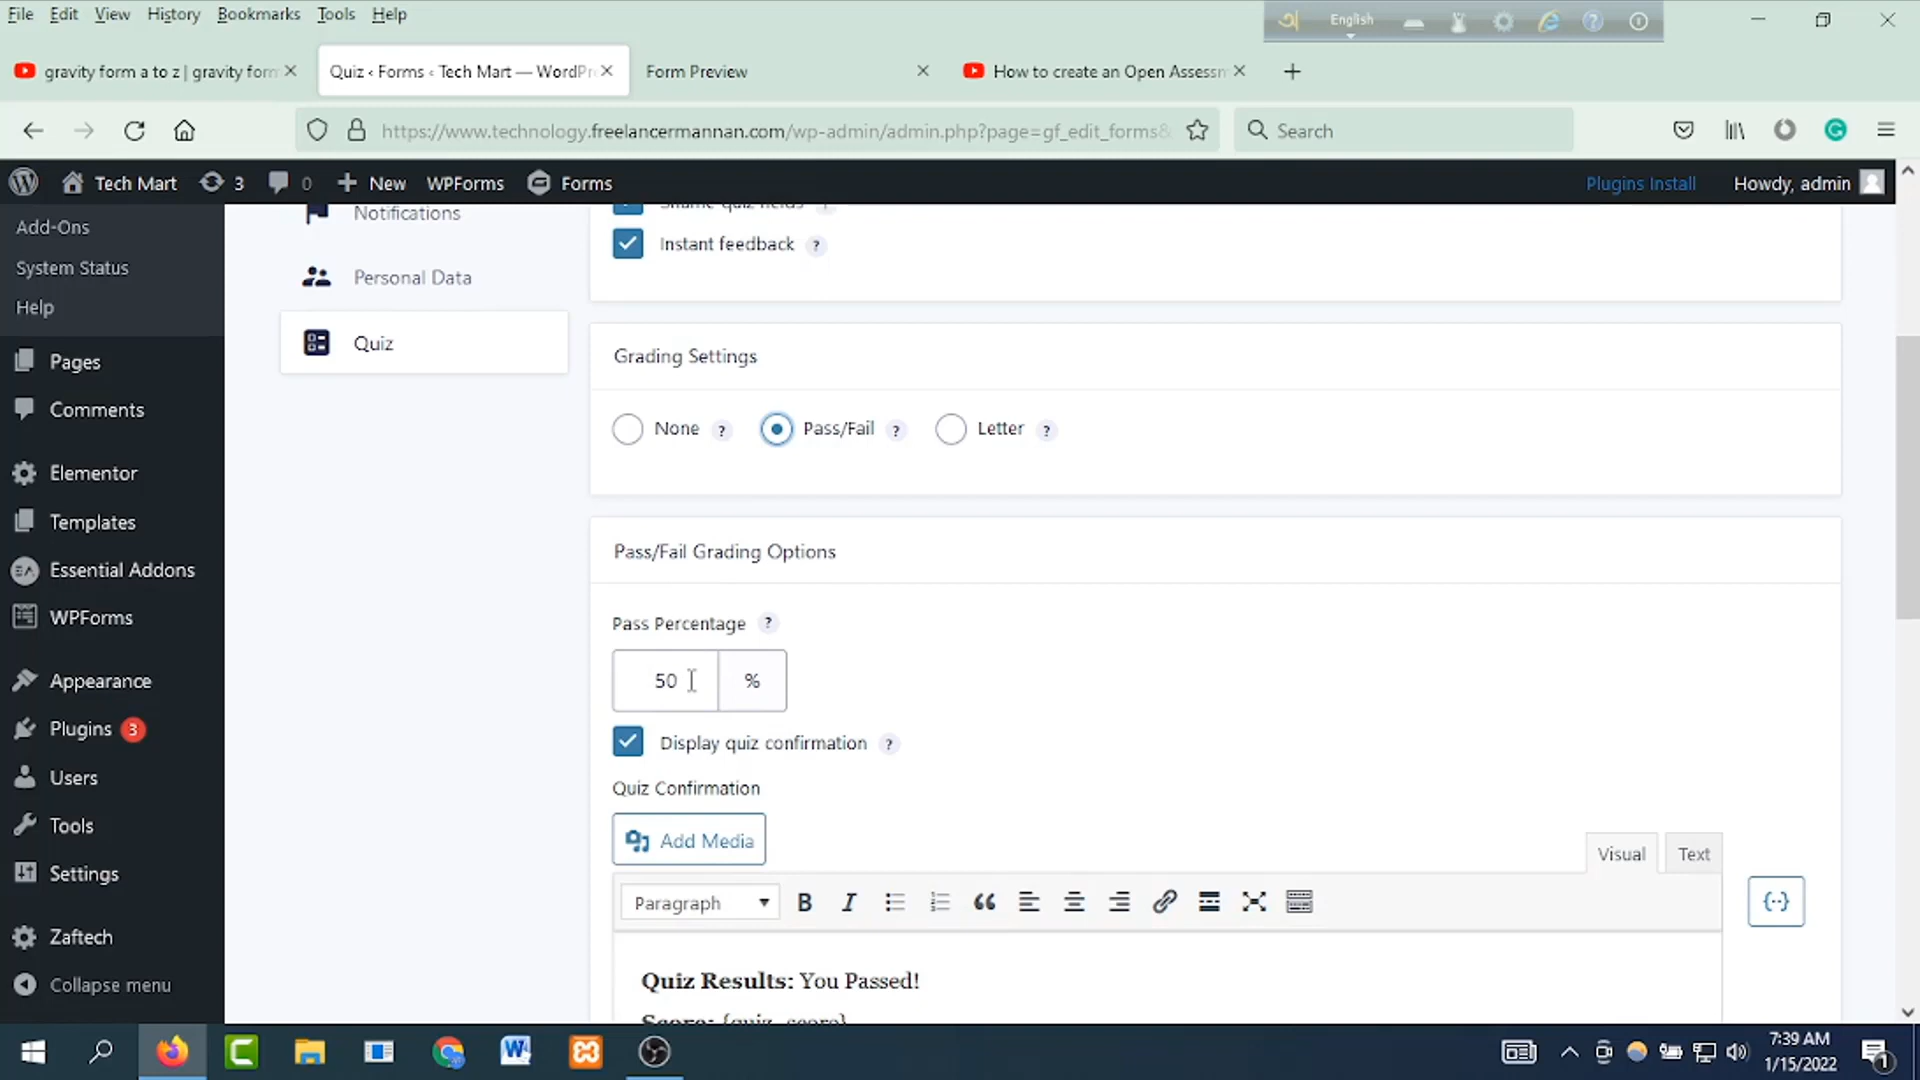 File Edit View History Bookmarks Tools Help
English
gravity form a to z | gravity form
Quiz ‹ Forms ‹ Tech Mart — WordPr
Form Preview
How to create an Open Assessm
https://www.technology.freelancermannan.com/wp-admin/admin.php?page=gf_edit_forms&
Search
Tech Mart 3 0 New WPForms Forms
Plugins Install Howdy, admin
Add-Ons
System Status
Help
Pages
Comments
Elementor
Templates
Essential Addons
WPForms
Appearance
Plugins 3
Users
Tools
Settings
Zaftech
Collapse menu
Notifications
Personal Data
Quiz
quiz fields
Instant feedback ?
Grading Settings
None ? Pass/Fail ? Letter ?
Pass/Fail Grading Options
Pass Percentage ?
50 %
Display quiz confirmation ?
Quiz Confirmation
Add Media
Visual Text
Paragraph B I
Quiz Results: You Passed!
Score: {quiz_score}
7:39 AM
1/15/2022
1